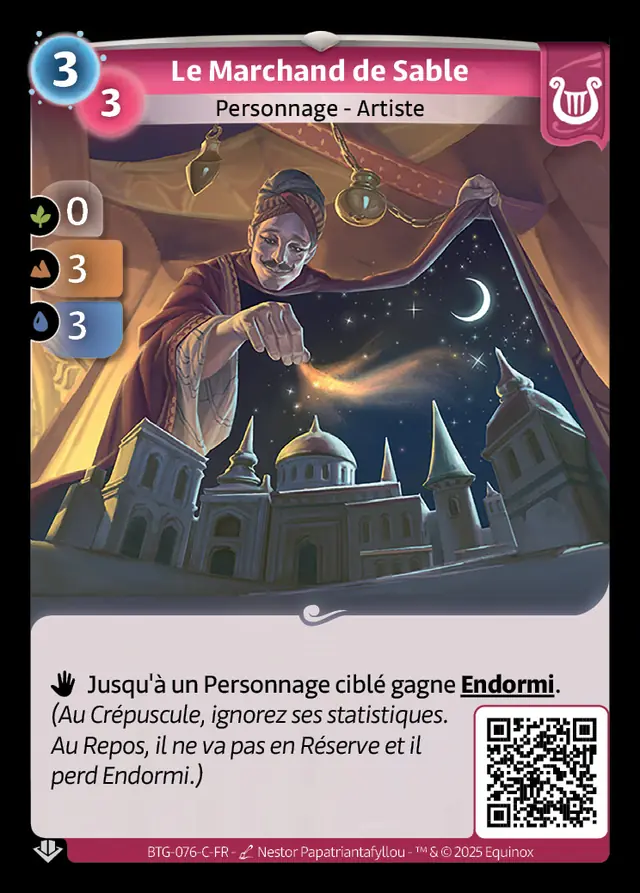 3
Le Marchand de Sable
3
Personnage - Artiste
0
3
3
Jusqu'à un Personnage ciblé gagne Endormi.
(Au Crépuscule, ignorez ses statistiques.
Au Repos, il ne va pas en Réserve et il
perd Endormi.)
BTG-076-C-FR - Nestor Papatriantafyllou - ™ & © 2025 Equinox